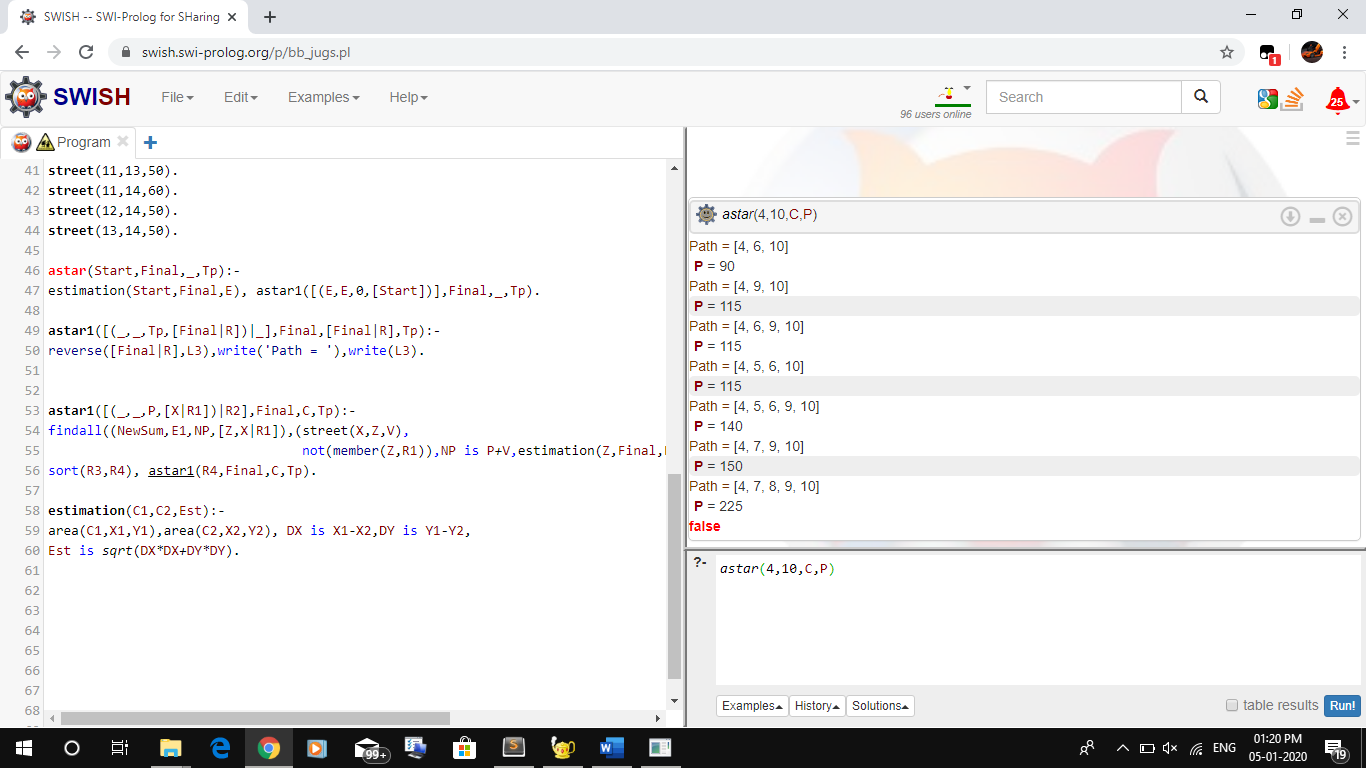 SWISH -- SWI-Prolog for SHaring
swish.swi-prolog.org/p/bb_jugs.pl
1
SWISH
File
Edit
Examples
Help
96 users online
Search
25
Program
41 street(11,13,50).
42 street(11,14,60).
43 street(12,14,50).
44 street(13,14,50).
45
46 astar(Start,Final,_,Tp):-
47 estimation(Start,Final,E), astar1([(E,E,0,[Start])],Final,_,Tp).
48
49 astar1([(_,_,Tp,[Final|R])|_],Final,[Final|R],Tp):-
50 reverse([Final|R],L3),write('Path = '),write(L3).
51
52
53 astar1([(_,_,P,[X|R1])|R2],Final,C,Tp):-
54 findall((NewSum,E1,NP,[Z,X|R1]),(street(X,Z,V),
55 not(member(Z,R1)),NP is P+V,estimation(Z,Final,
56 sort(R3,R4), astar1(R4,Final,C,Tp).
57
58 estimation(C1,C2,Est):-
59 area(C1,X1,Y1),area(C2,X2,Y2), DX is X1-X2,DY is Y1-Y2,
60 Est is sqrt(DX*DX+DY*DY).
61
62
63
64
65
66
67
68
astar(4,10,C,P)
Path = [4, 6, 10]
P = 90
Path = [4, 9, 10]
P = 115
Path = [4, 6, 9, 10]
P = 115
Path = [4, 5, 6, 10]
P = 115
Path = [4, 5, 6, 9, 10]
P = 140
Path = [4, 7, 9, 10]
P = 150
Path = [4, 7, 8, 9, 10]
P = 225
false
?- astar(4,10,C,P)
Examples
History
Solutions
table results
Run!
99+
ENG
01:20 PM
05-01-2020
19